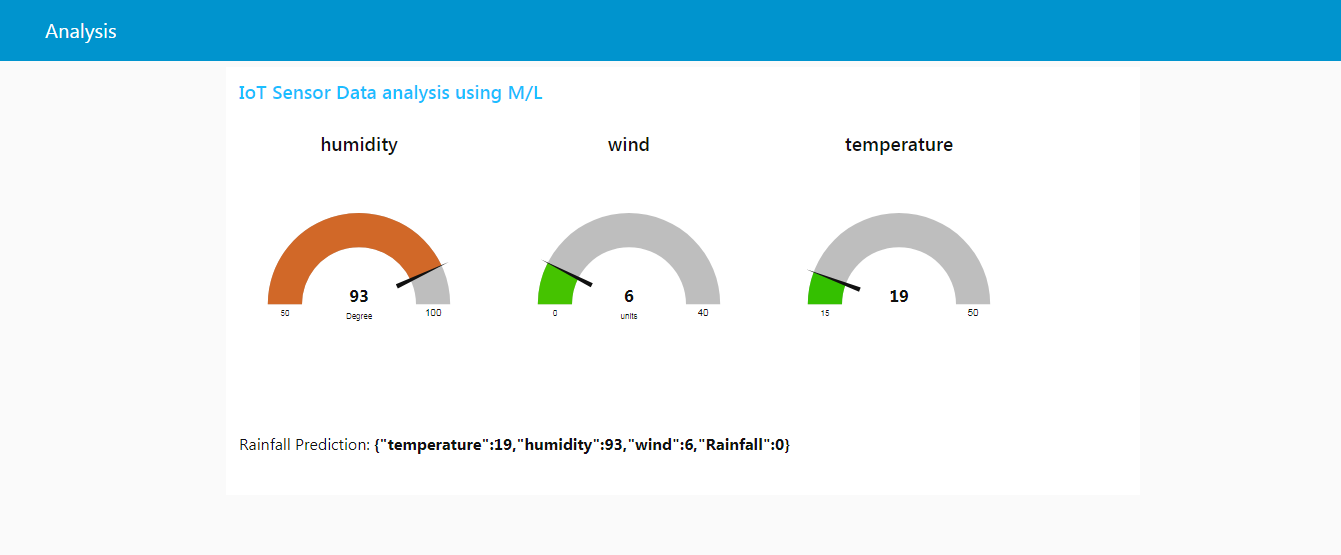 Analysis
IoT Sensor Data analysis using M/L
humidity
wind
temperature
93
50
Degree
100
6
0
units
40
19
15
50
Rainfall Prediction: {"temperature":19,"humidity":93,"wind":6,"Rainfall":0}